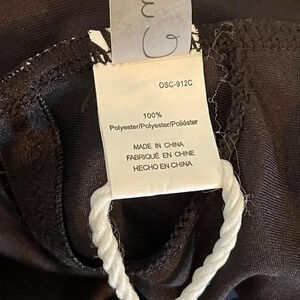 OSC-912C
100%
Polyester/Polyester/Poliéster
MADE IN CHINA
FABRIQUÉ EN CHINE
HECHO EN CHINA